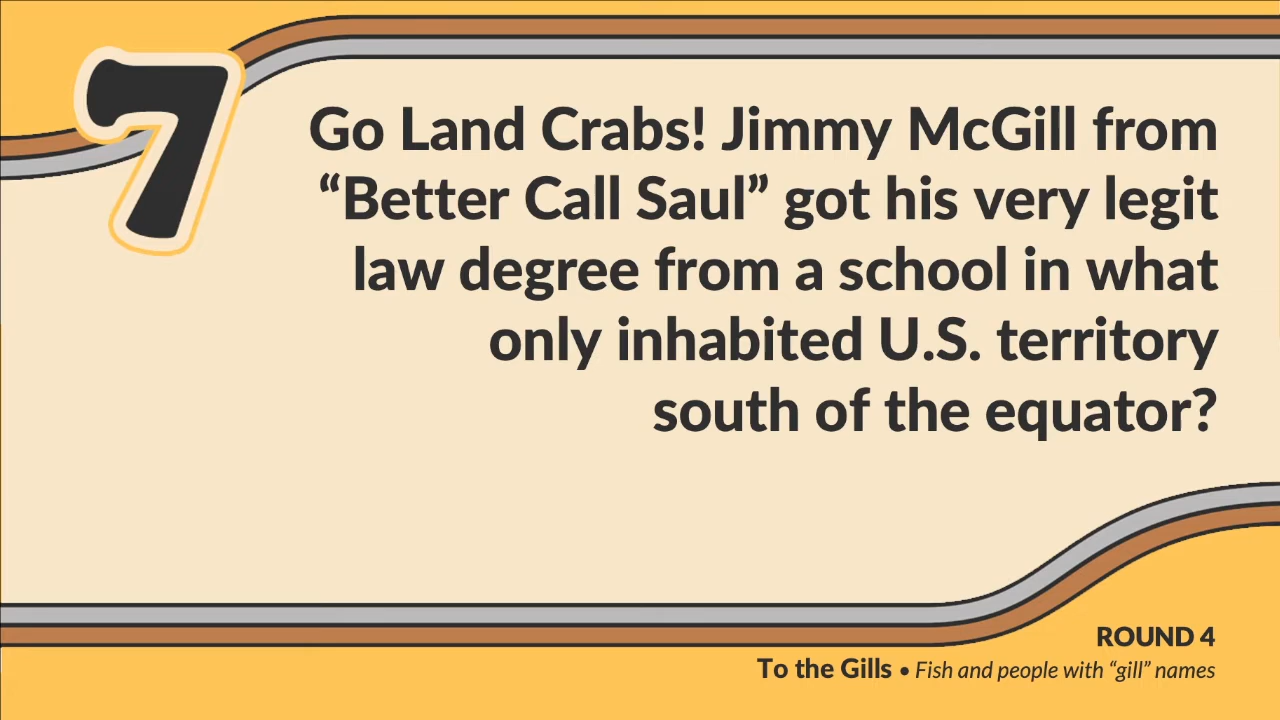 7
Go Land Crabs! Jimmy McGill from
“Better Call Saul” got his very legit
law degree from a school in what
only inhabited U.S. territory
south of the equator?
ROUND 4
To the Gills • Fish and people with “gill” names